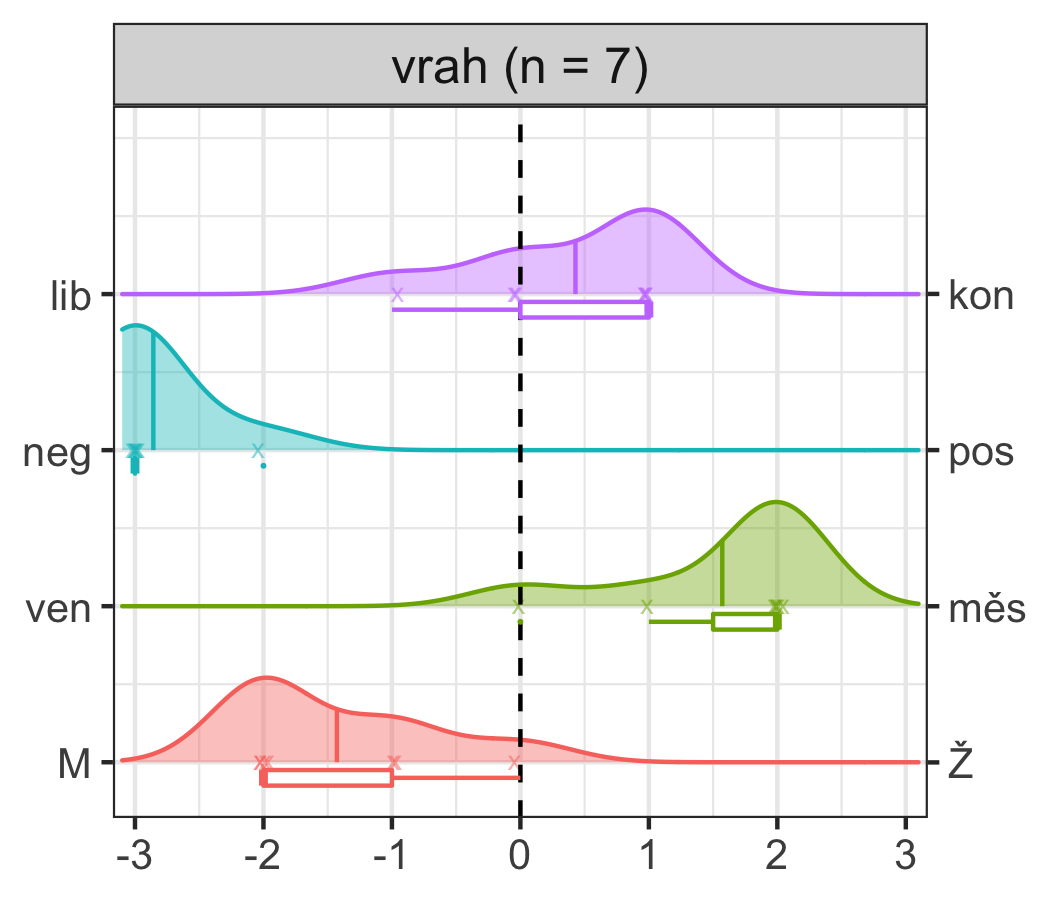 vrah (n = 7)
lib kon
neg pos
ven měs
M Ž
-3 -2 -1 0 1 2 3